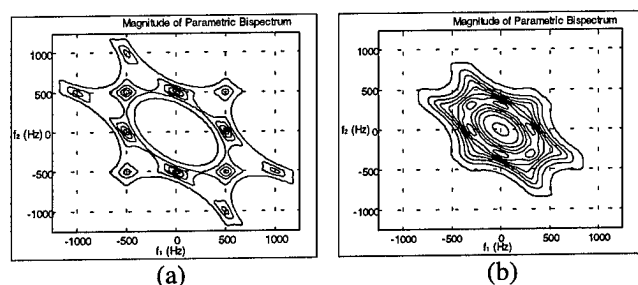 Magnitude of Parametric Bispectrum
1000
500
f₂ (Hz) 0
-500
-1000
-1000 -500 0 500 1000
f₁ (Hz)
(a)
Magnitude of Parametric Bispectrum
1000
500
f₂ (Hz) 0
-500
-1000
-1000 -500 0 500 1000
f₁ (Hz)
(b)